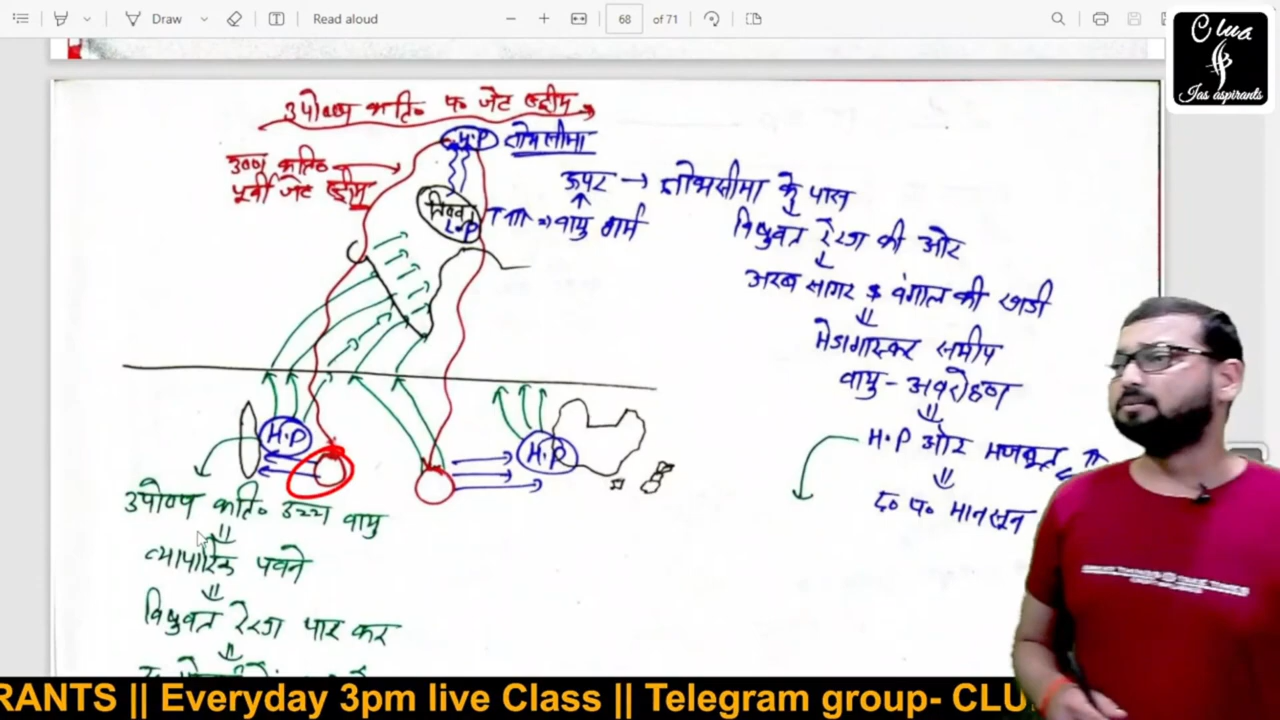 Draw
Read aloud
68
of 71
Clua
Ias aspirants
उपोष्ण कटि० प० जेट स्ट्रीम
H.P
उष्ण कटि०
पूर्वी जेट स्ट्रीम
तिब्बत
L.P
वायु गर्म
ऊपर → के पास
विषुवत रेखा की ओर
अरब सागर & बंगाल की खाड़ी
मेडागास्कर समीप
वायु - अवरोहण
H.P और मजबूत
द० प० मानसून
H.P
H.P
उपोष्ण कटि० उच्च वायु
व्यापारिक पवने
विषुवत रेखा पार कर
RANTS || Everyday 3pm live Class || Telegram group- CLU